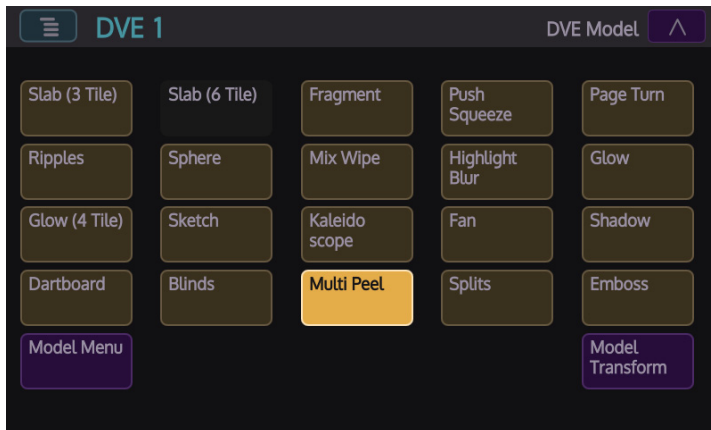 DVE 1
DVE Model
Slab (3 Tile)
Slab (6 Tile)
Fragment
Push
Squeeze
Page Turn
Ripples
Sphere
Mix Wipe
Highlight
Blur
Glow
Glow (4 Tile)
Sketch
Kaleido
scope
Fan
Shadow
Dartboard
Blinds
Multi Peel
Splits
Emboss
Model Menu
Model
Transform